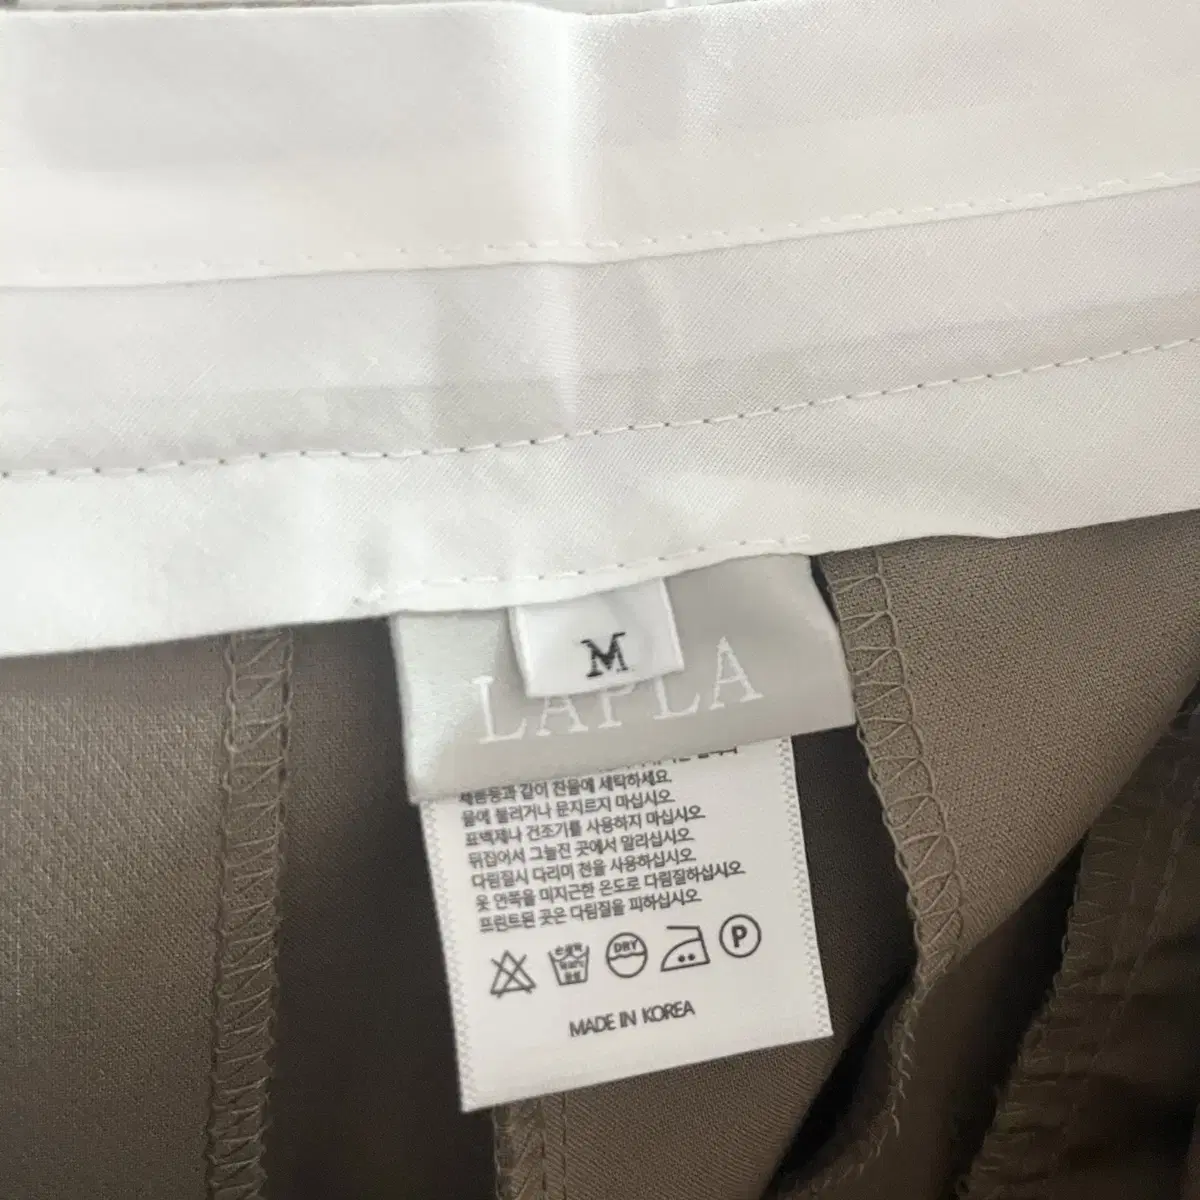 M
LAPLA
세품등과 같이 찬물에 세탁하세요.
물에 불려거나 문지르지 마십시오
표백제나 건조기를 사용하지 마십시오
뒤집어서 그늘진 곳에서 말리십시오
다림질시 다리미 천을 사용하십시오
옷 안쪽을 미지근한 온도로 다림질하십시오
프린트된 곳은 다림질을 피하십시오
손세탁
DRY
P
MADE IN KOREA